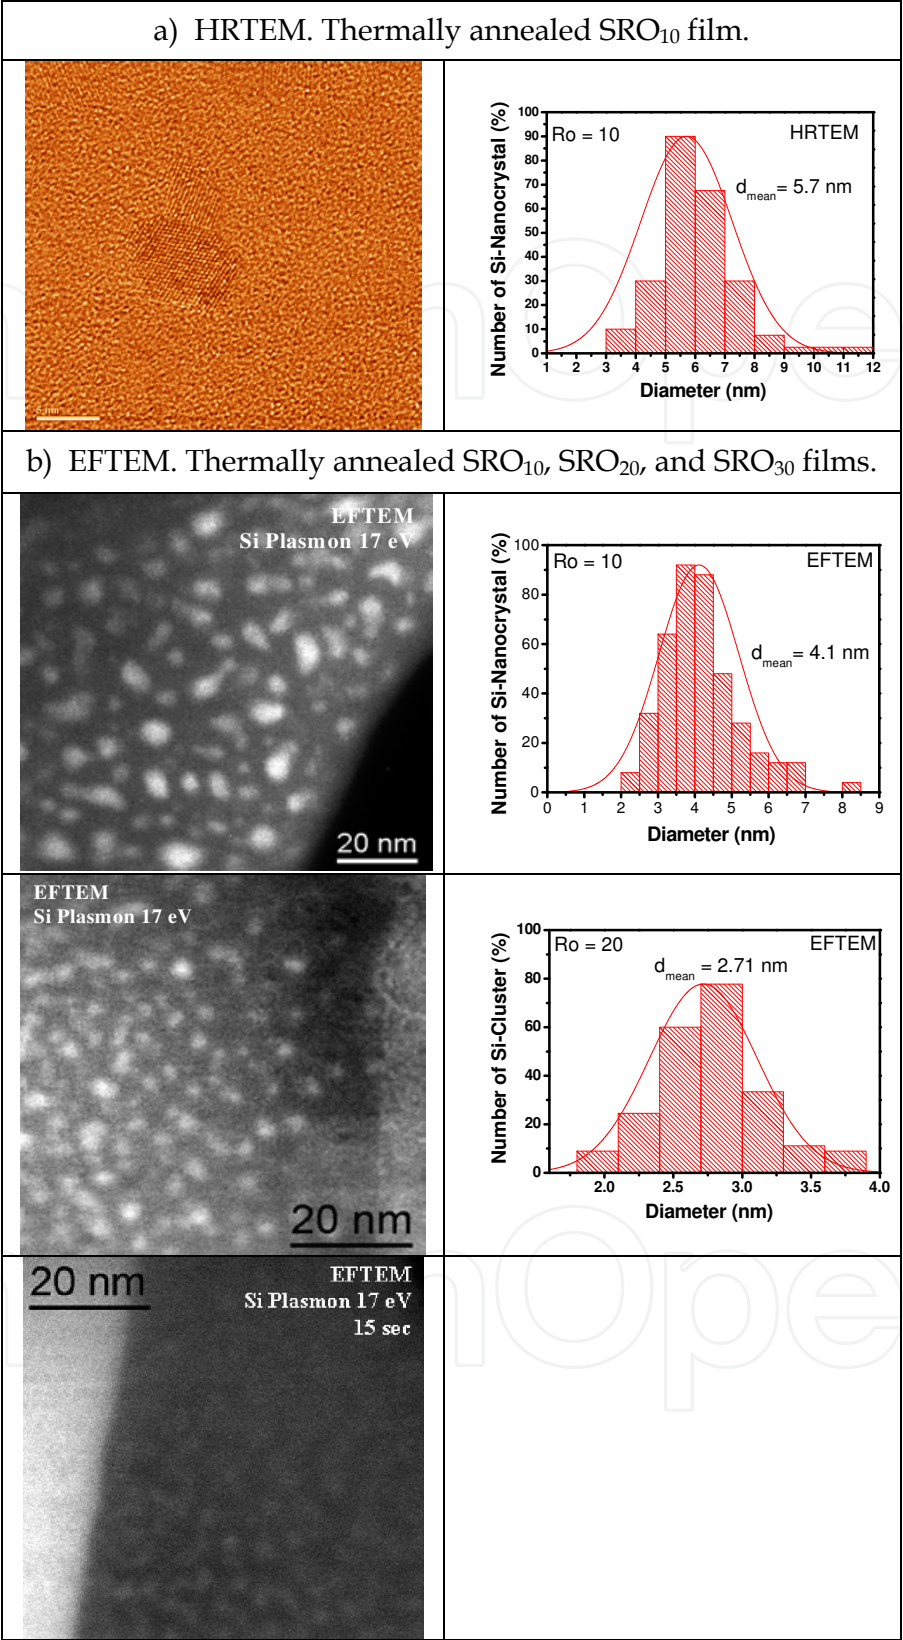 a) HRTEM. Thermally annealed SRO10 film.
5 nm
Ro = 10
HRTEM
dmean= 5.7 nm
Number of Si-Nanocrystal (%)
100
90
80
70
60
50
40
30
20
10
0
1 2 3 4 5 6 7 8 9 10 11 12
Diameter (nm)
b) EFTEM. Thermally annealed SRO10, SRO20, and SRO30 films.
EFTEM
Si Plasmon 17 eV
20 nm
Ro = 10
EFTEM
dmean= 4.1 nm
Number of Si-Nanocrystal (%)
100
80
60
40
20
0
0 1 2 3 4 5 6 7 8 9
Diameter (nm)
EFTEM
Si Plasmon 17 eV
20 nm
Ro = 20
EFTEM
dmean = 2.71 nm
Number of Si-Cluster (%)
100
80
60
40
20
0
2.0 2.5 3.0 3.5 4.0
Diameter (nm)
20 nm
EFTEM
Si Plasmon 17 eV
15 sec